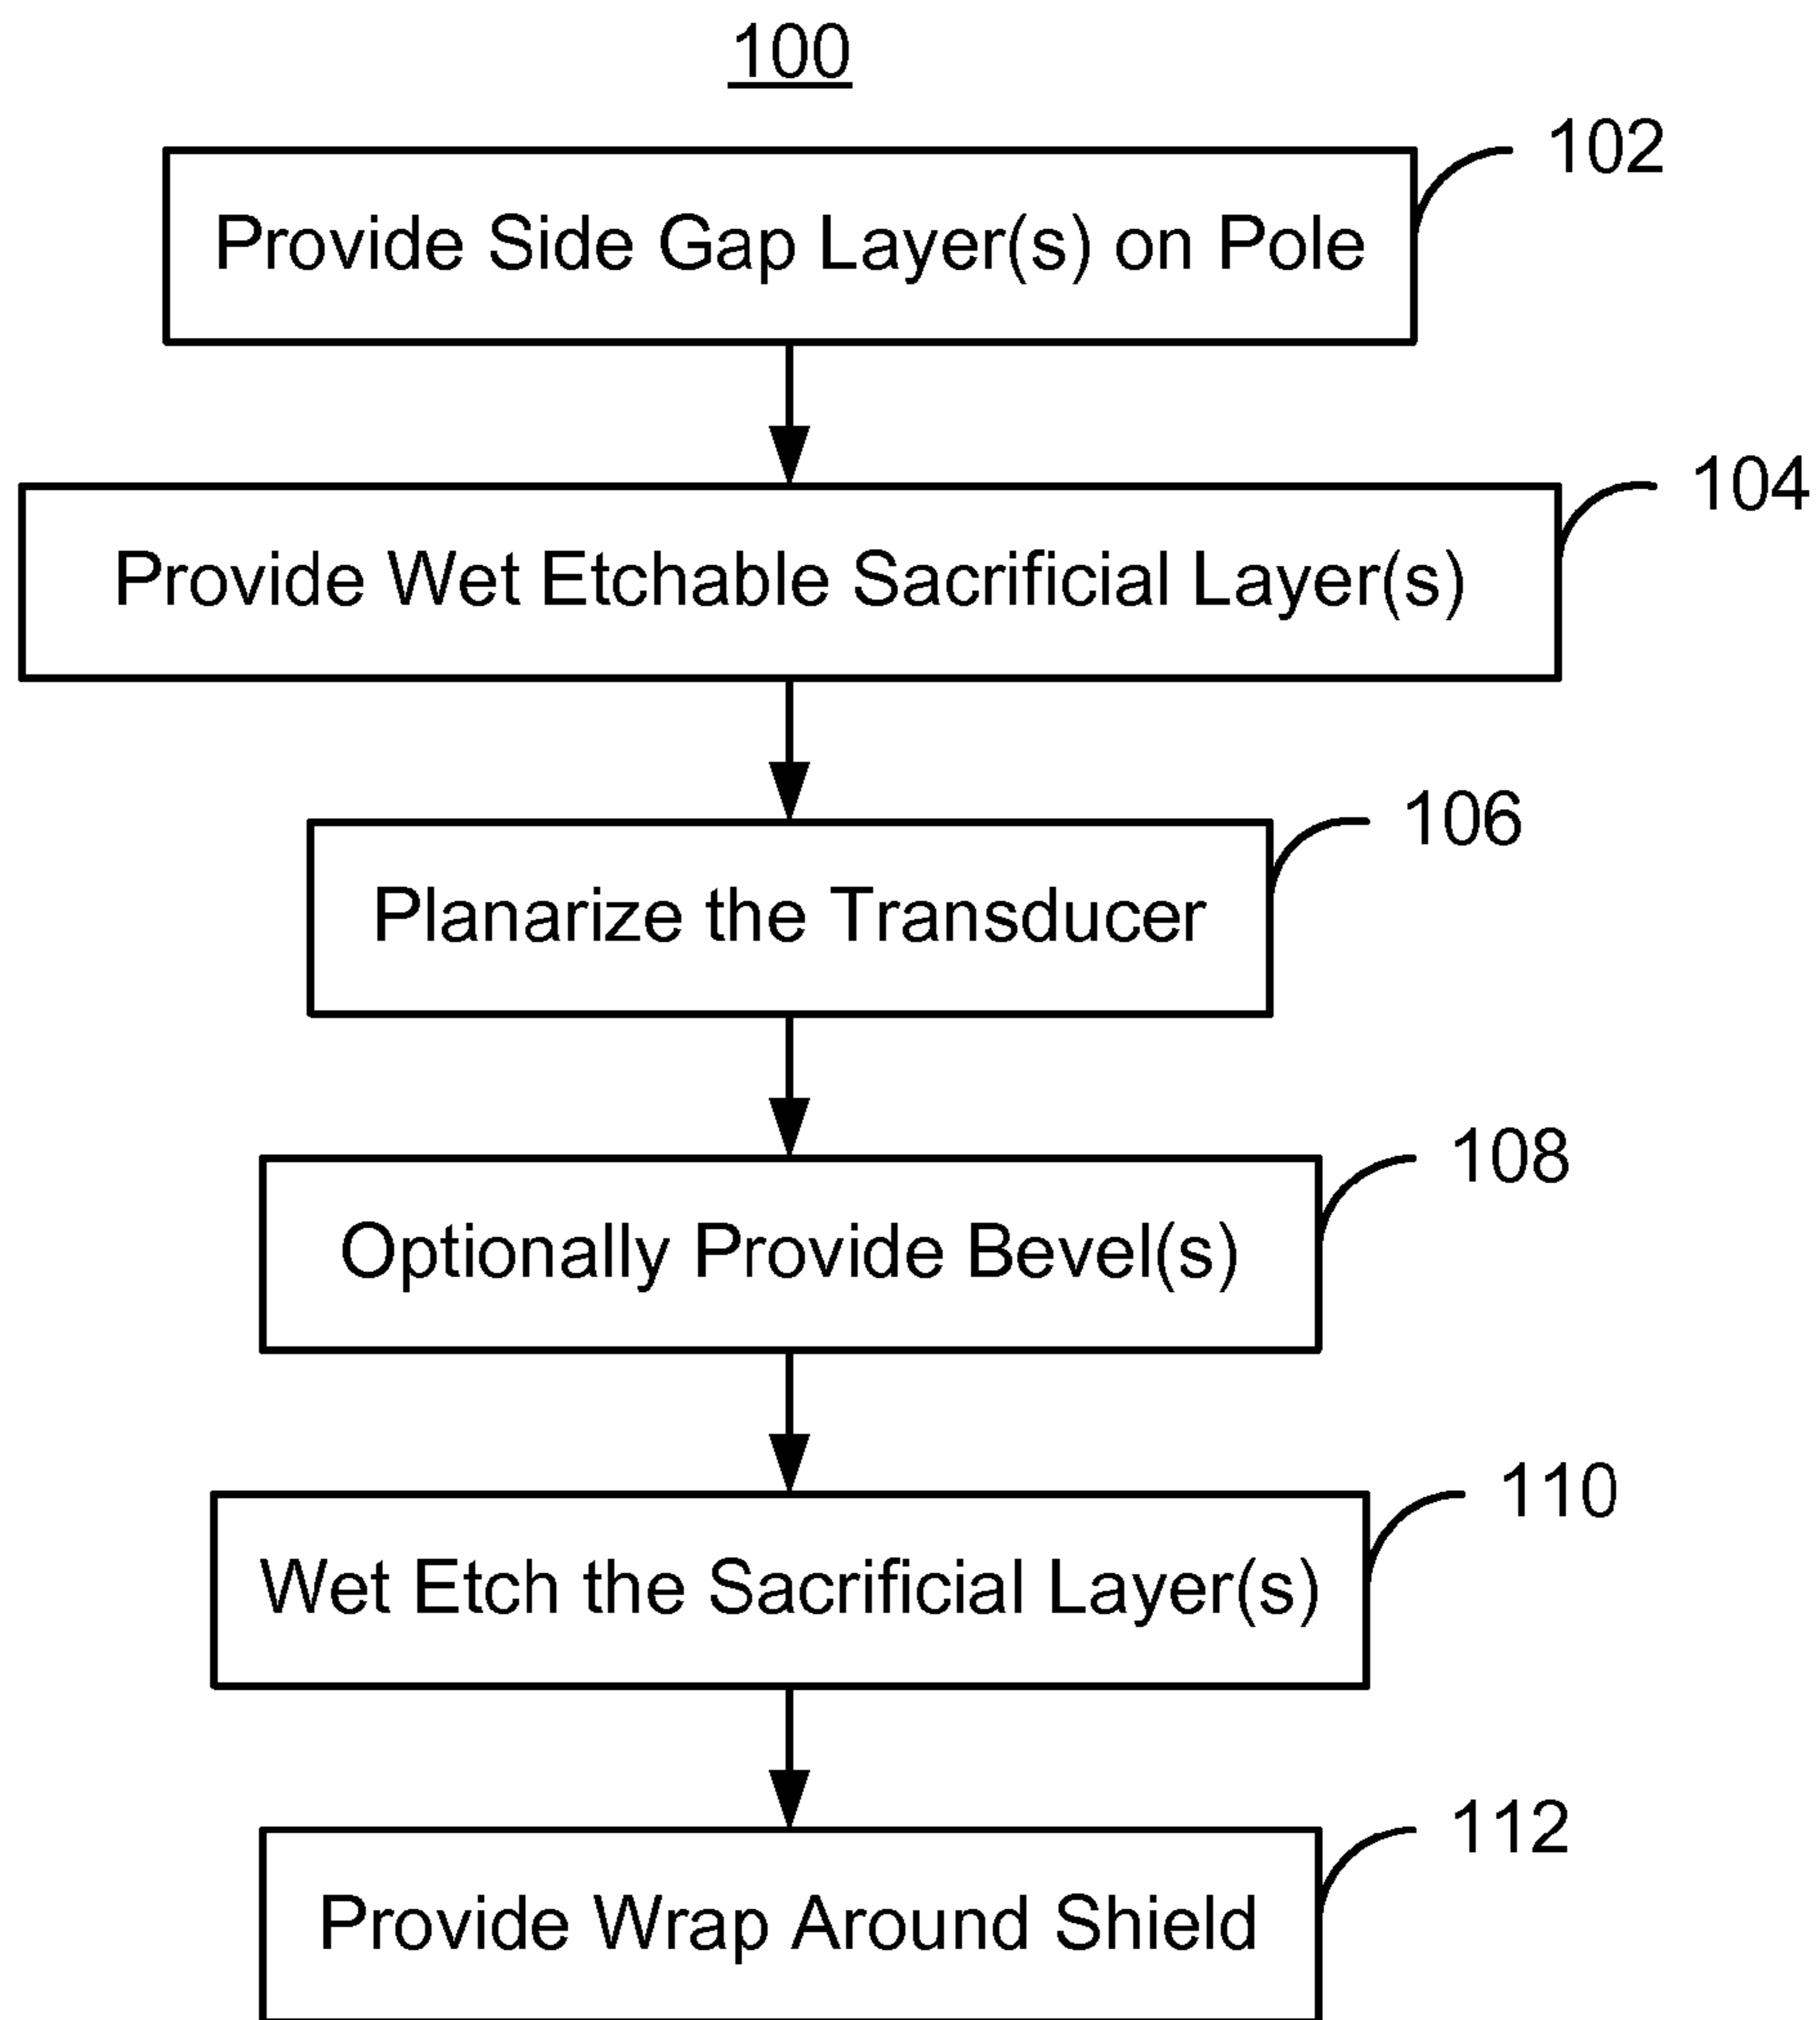 100
102
Provide Side Gap Layer(s) on Pole
104
Provide Wet Etchable Sacrificial Layer(s)
106
Planarize the Transducer
108
Optionally Provide Bevel(s)
110
Wet Etch the Sacrificial Layer(s)
112
Provide Wrap Around Shield